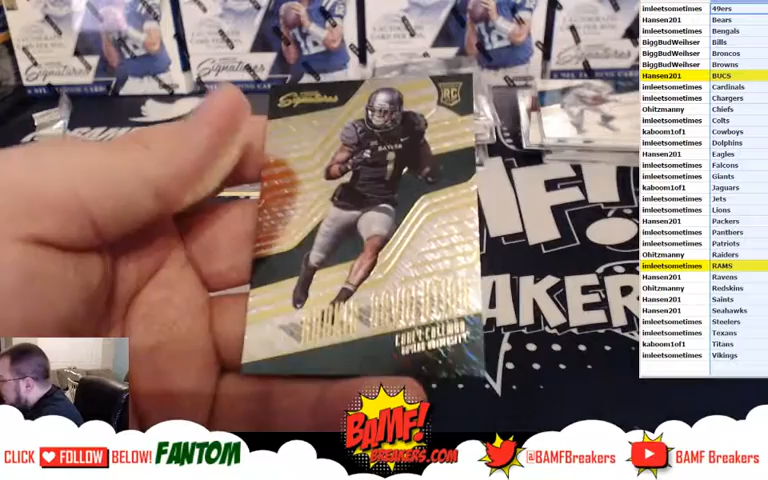 imleetsometimes 49ers
Hansen201 Bears
imleetsometimes Bengals
BiggBudWeilser Bills
BiggBudWeilser Broncos
BiggBudWeilser Browns
Hansen201 BUCS
imleetsometimes Cardinals
imleetsometimes Chargers
Ohitzmanny Chiefs
imleetsometimes Colts
kaboom1of1 Cowboys
imleetsometimes Dolphins
Hansen201 Eagles
imleetsometimes Falcons
imleetsometimes Giants
kaboom1of1 Jaguars
imleetsometimes Jets
imleetsometimes Lions
Hansen201 Packers
imleetsometimes Panthers
imleetsometimes Patriots
Ohitzmanny Raiders
imleetsometimes RAMS
Hansen201 Ravens
Ohitzmanny Redskins
Hansen201 Saints
Hansen201 Seahawks
imleetsometimes Steelers
imleetsometimes Texans
kaboom1of1 Titans
imleetsometimes Vikings
Signatures
Signatures
RC
BAYLOR
1
COREY COLEMAN
BAYLOR UNIVERSITY
CLICK FOLLOW BELOW! FANTOM
BAMF!
BREAKERS.COM
@BAMFBreakers
BAMF Breakers